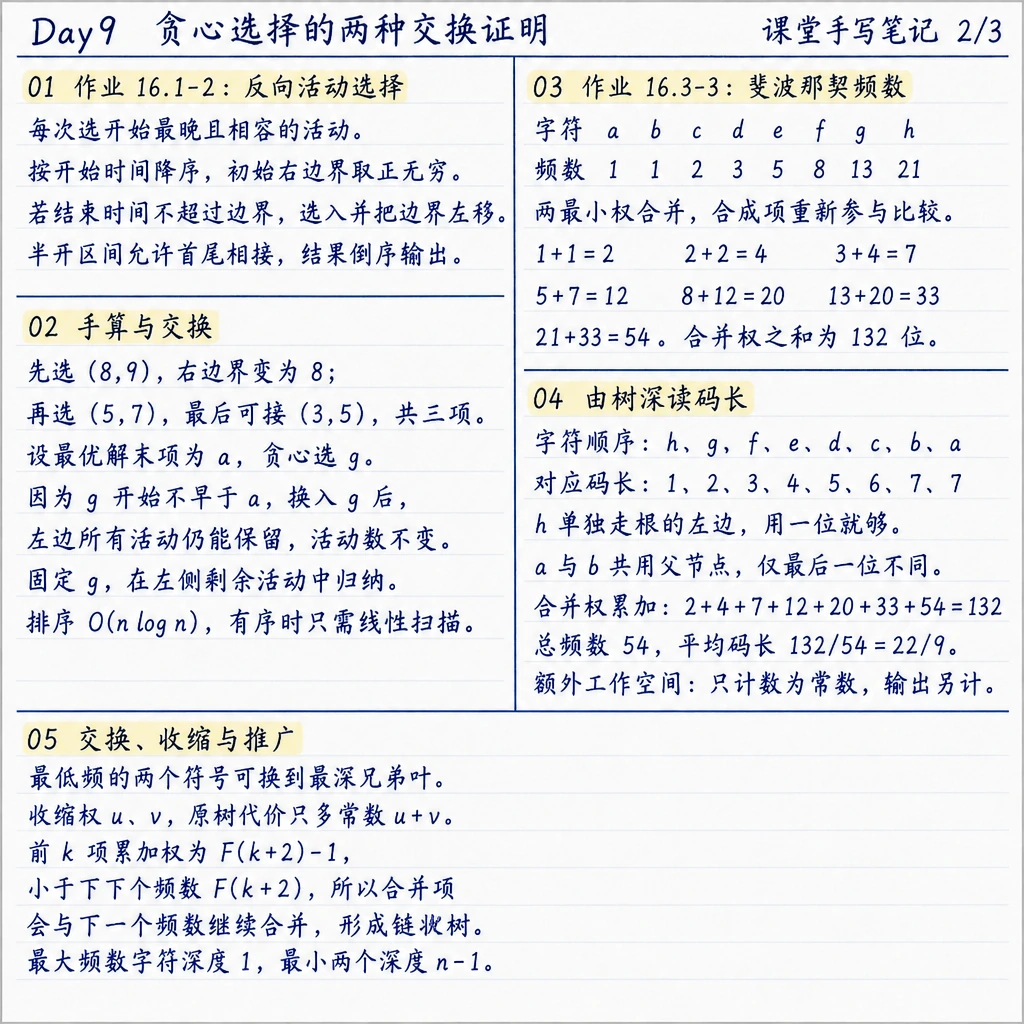 Day9 贪心选择的两种交换证明
课堂手写笔记 2/3
01 作业 16.1-2：反向活动选择
每次选开始最晚且相容的活动。
按开始时间降序，初始右边界取正无穷。
若结束时间不超过边界，选入并把边界左移。
半开区间允许首尾相接，结果倒序输出。
02 手算与交换
先选 (8,9)，右边界变为 8；
再选 (5,7)，最后可接 (3,5)，共三项。
设最优解末项为 a，贪心选 g。
因为 g 开始不早于 a，换入 g 后，
左边所有活动仍能保留，活动数不变。
固定 g，在左侧剩余活动中归纳。
排序 O(n log n)，有序时只需线性扫描。
03 作业 16.3-3：斐波那契频数
字符 a b c d e f g h
频数 1 1 2 3 5 8 13 21
两最小权合并，合成项重新参与比较。
1+1=2 2+2=4 3+4=7
5+7=12 8+12=20 13+20=33
21+33=54。合并权之和为 132 位。
04 由树深读码长
字符顺序：h、g、f、e、d、c、b、a
对应码长：1、2、3、4、5、6、7、7
h 单独走根的左边，用一位就够。
a 与 b 共用父节点，仅最后一位不同。
合并权累加：2+4+7+12+20+33+54=132
总频数 54，平均码长 132/54=22/9。
额外工作空间：只计数为常数，输出另计。
05 交换、收缩与推广
最低频的两个符号可换到最深兄弟叶。
收缩权 u、v，原树代价只多常数 u+v。
前 k 项累加权为 F(k+2)-1，
小于下下个频数 F(k+2)，所以合并项
会与下一个频数继续合并，形成链状树。
最大频数字符深度 1，最小两个深度 n-1。